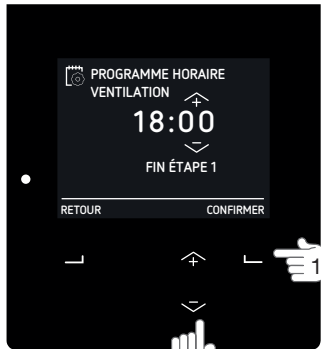 PROGRAMME HORAIRE
VENTILATION
18:00
FIN ÉTAPE 1
RETOUR CONFIRMER
1